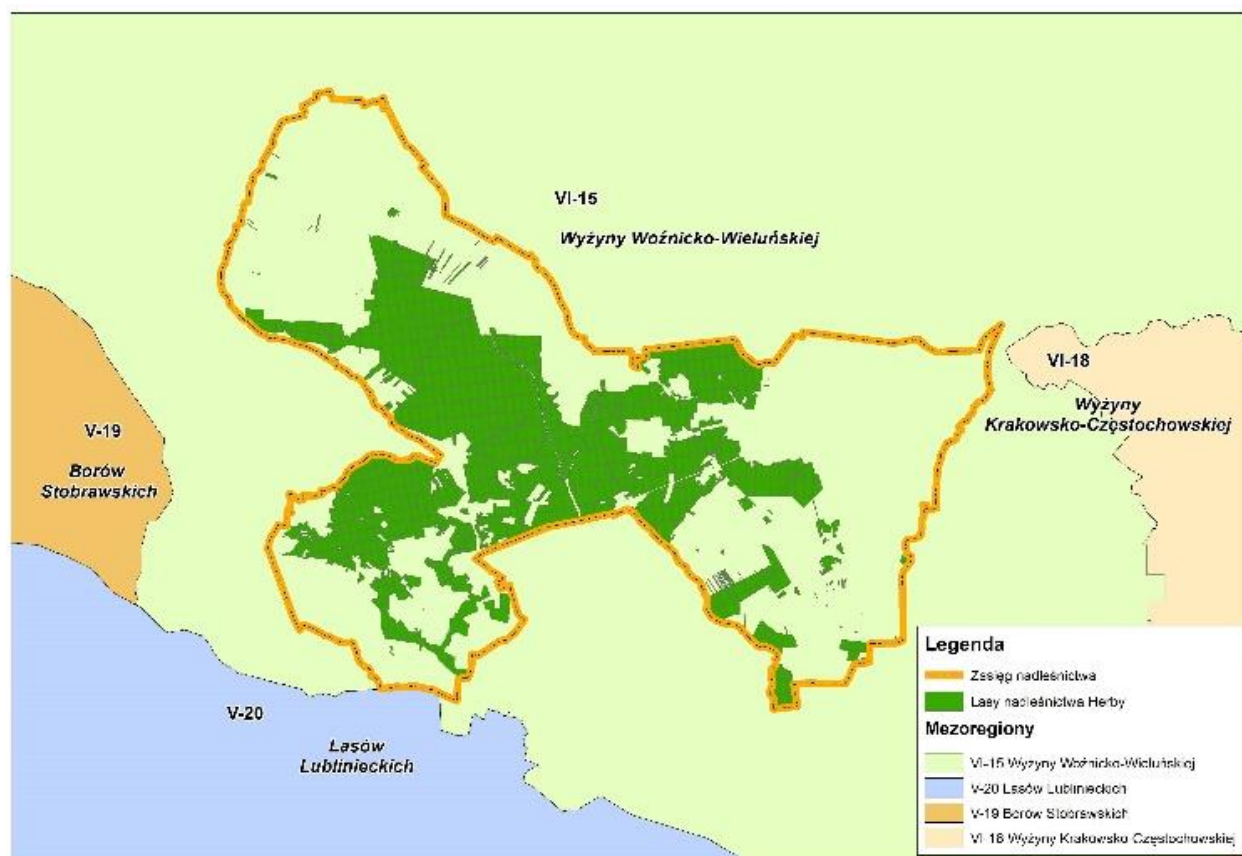 VI-15
Wyżyny Woźnicko-Wieluńskiej
VI-18
Wyżyny
Krakowsko-Częstochowskiej
V-19
Borów
Stobrawskich
V-20
Lasów
Lublinieckich
Legenda
Zasięg nadleśnictwa
Lasy nadleśnictwa Herby
Mezoregiony
VI-15 Wyżyny Woźnicko-Wieluńskiej
V-20 Lasów Lublinieckich
V-19 Borów Stobrawskich
VI-18 Wyżyny Krakowsko-Częstochowskiej